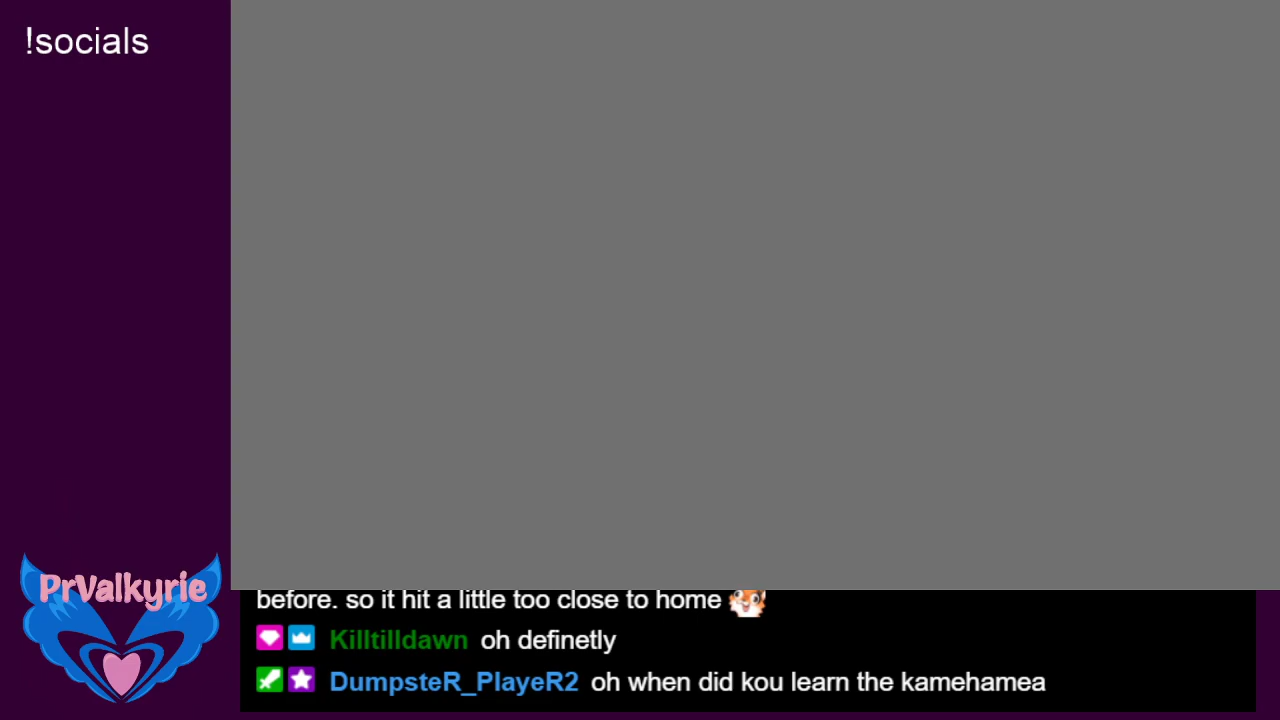 !socials
PrValkyrie
before. so it hit a little too close to home
Killtilldawn oh definetly
DumpsteR_PlayeR2 oh when did kou learn the kamehamea